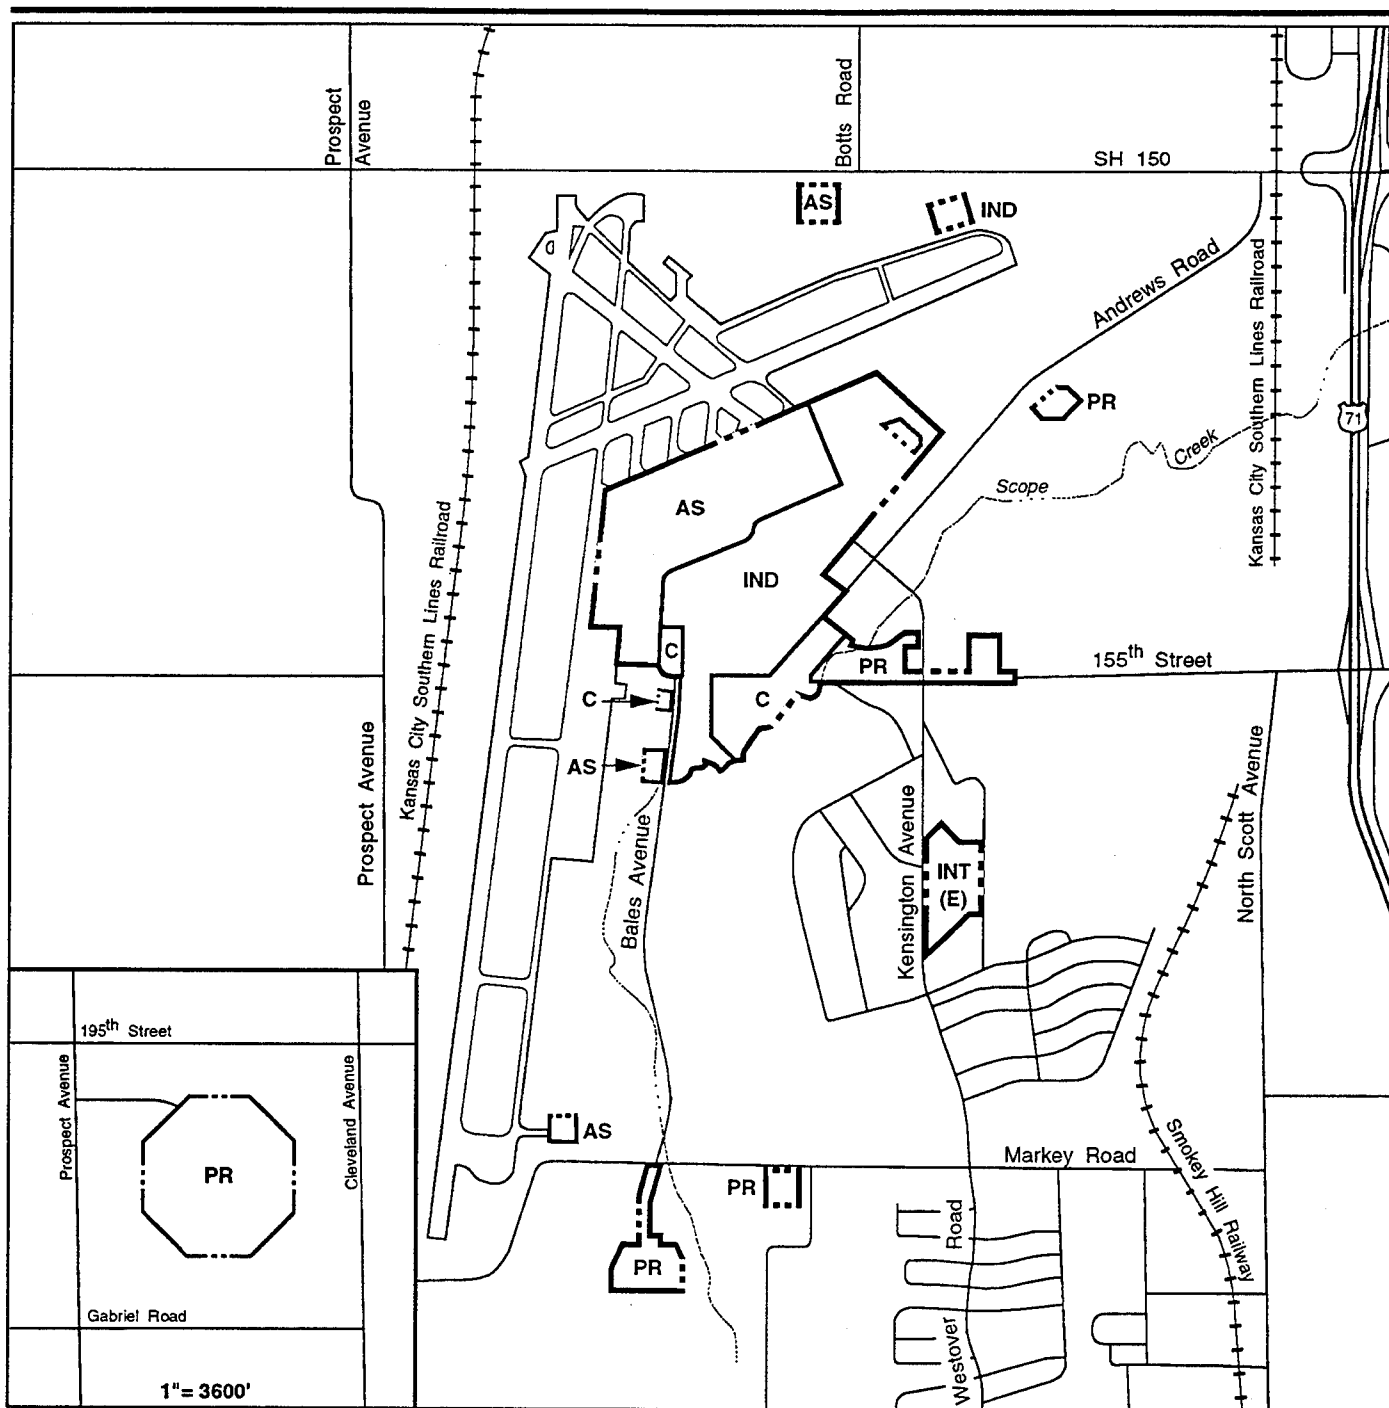 Prospect
Avenue
Botts Road
SH 150
AS
IND
Andrews Road
Kansas City Southern Lines Railroad
71
PR
Creek
Scope
AS
IND
Kansas City Southern Lines Railroad
C
PR
155th Street
C
C
AS
Prospect Avenue
Bales Avenue
Kensington Avenue
INT
(E)
North Scott Avenue
195th Street
Prospect Avenue
Cleveland Avenue
PR
Gabriel Road
1"= 3600'
AS
Markey Road
Smokey Hill Railway
PR
PR
Westover Road